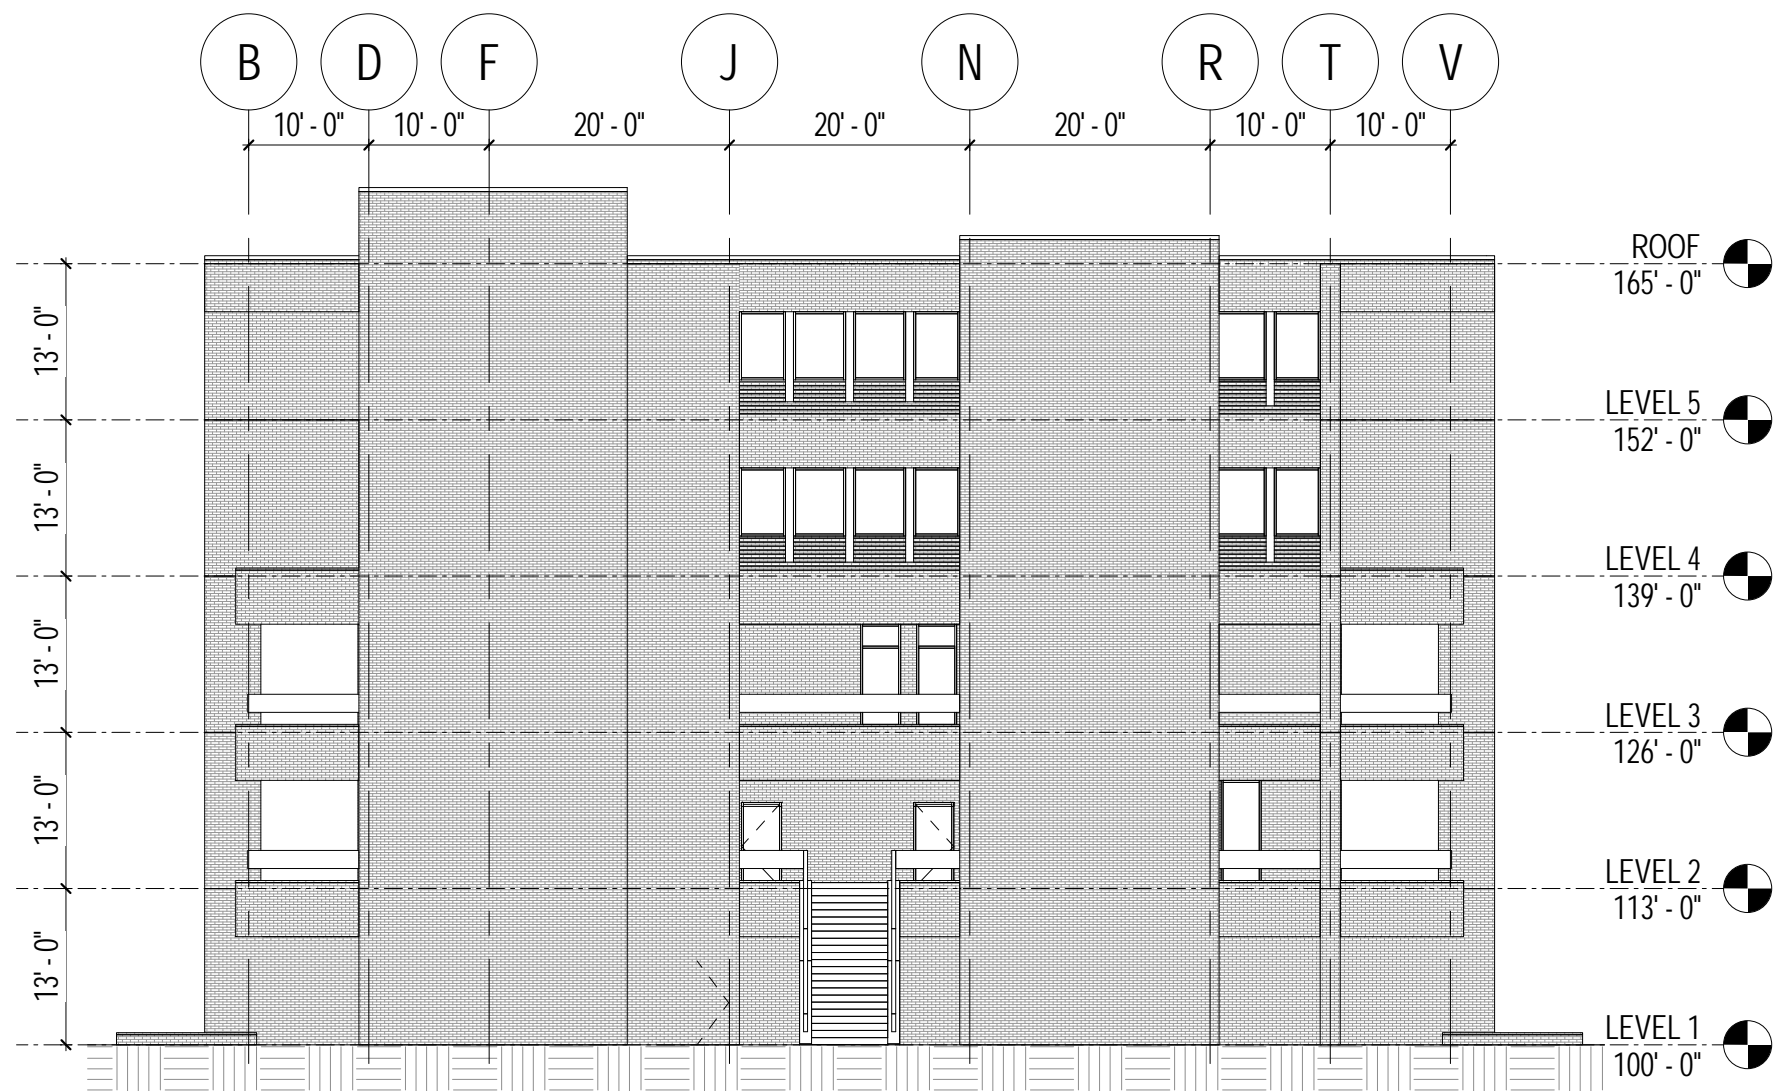 B D F J N R T V
10' - 0" 10' - 0" 20' - 0" 20' - 0" 20' - 0" 10' - 0" 10' - 0"
ROOF
165' - 0"
13' - 0"
LEVEL 5
152' - 0"
13' - 0"
LEVEL 4
139' - 0"
13' - 0"
LEVEL 3
126' - 0"
13' - 0"
LEVEL 2
113' - 0"
13' - 0"
LEVEL 1
100' - 0"